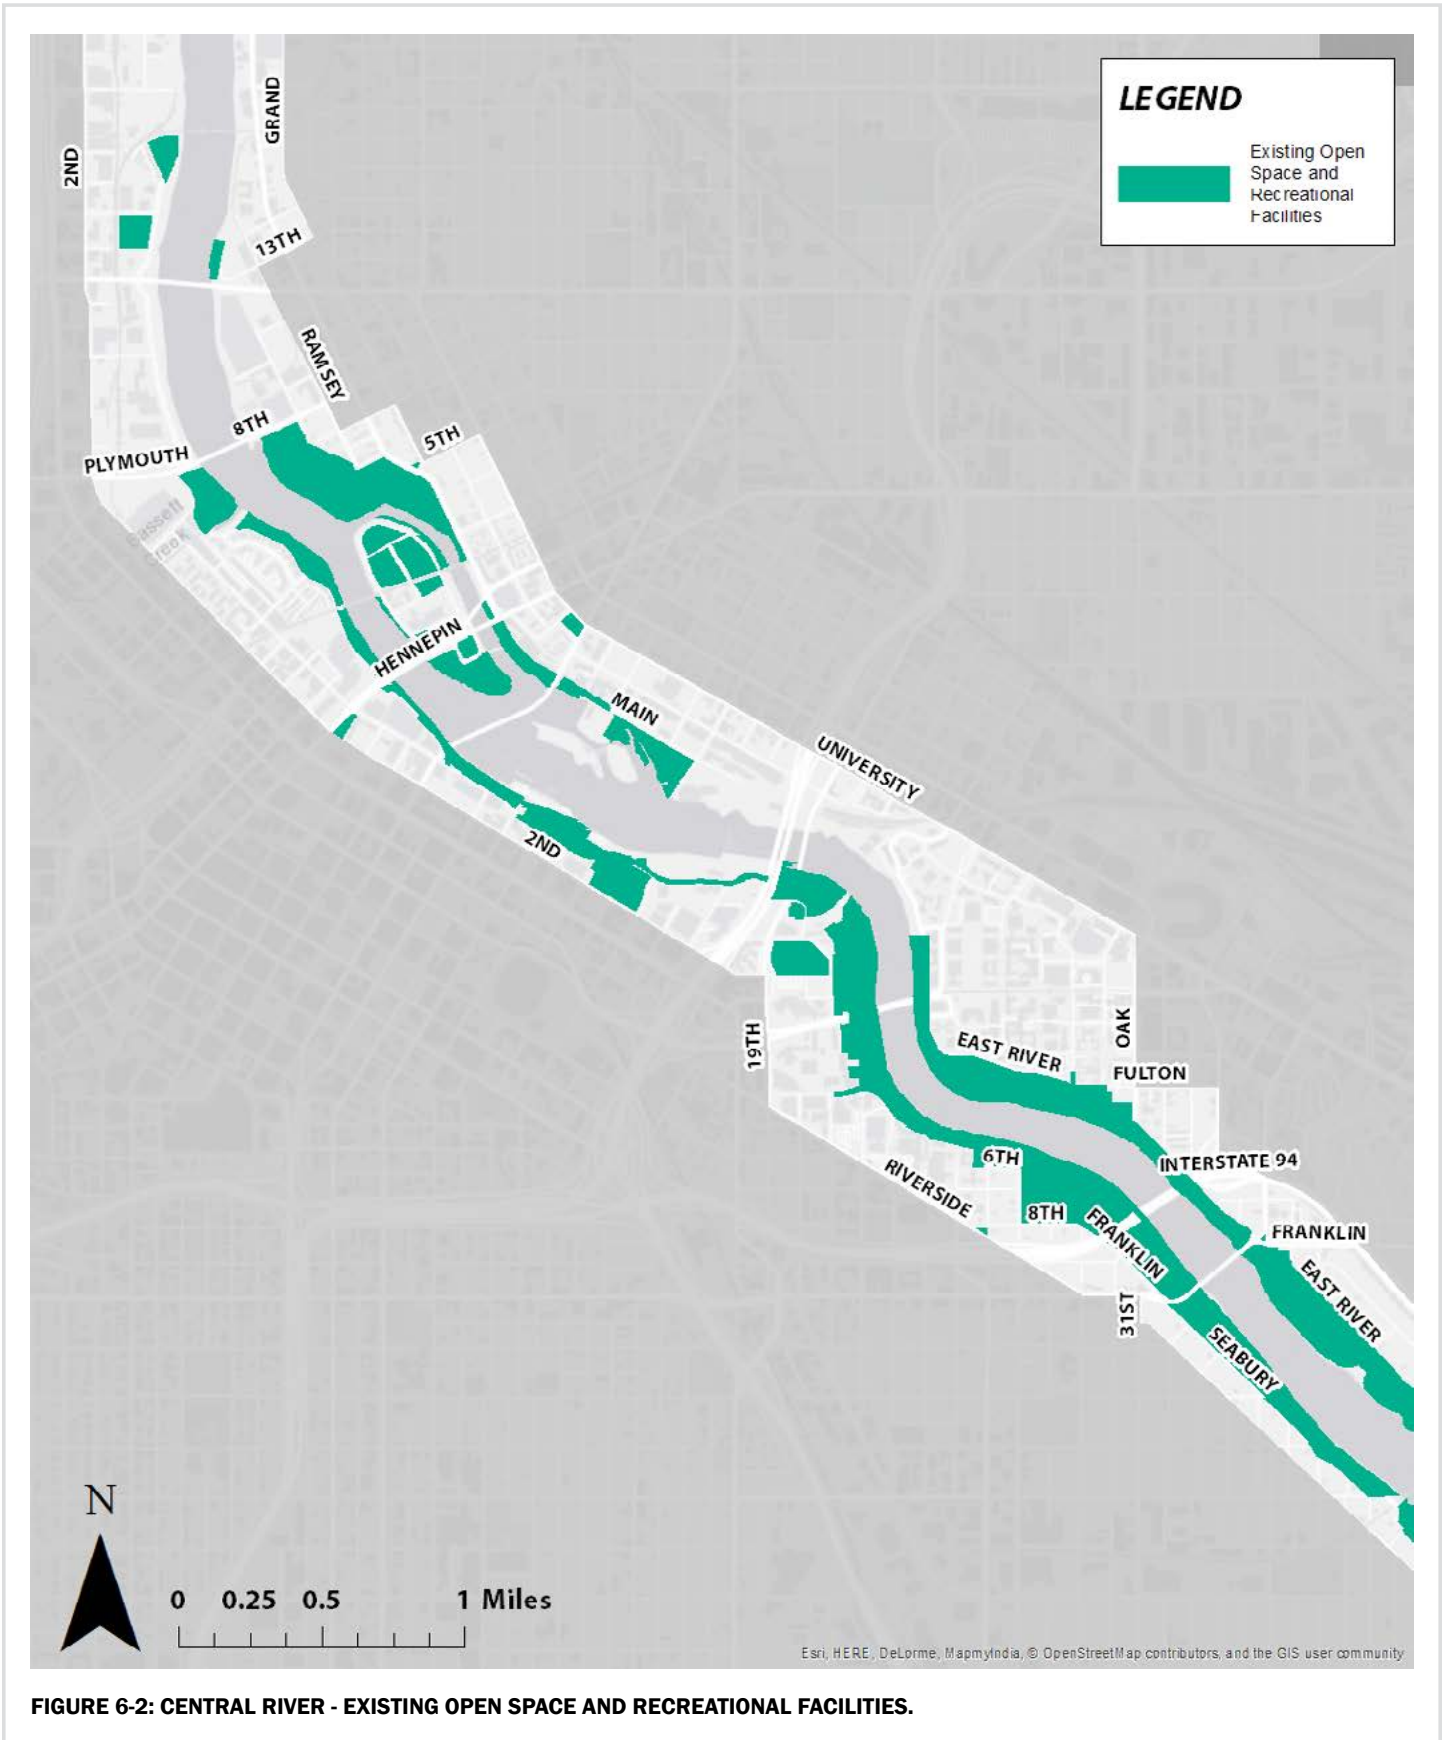 LEGEND
Existing Open
Space and
Recreational
Facilities
2ND
GRAND
13TH
RAMSEY
8TH
5TH
PLYMOUTH
Bassett
Creek
HENNEPIN
MAIN
UNIVERSITY
2ND
19TH
OAK
EAST RIVER
FULTON
6TH
INTERSTATE 94
RIVERSIDE
8TH
FRANKLIN
FRANKLIN
EAST RIVER
31ST
SEABURY
N
0 0.25 0.5 1 Miles
Esri, HERE, DeLorme, MapmyIndia, © OpenStreetMap contributors, and the GIS user community
FIGURE 6-2: CENTRAL RIVER - EXISTING OPEN SPACE AND RECREATIONAL FACILITIES.